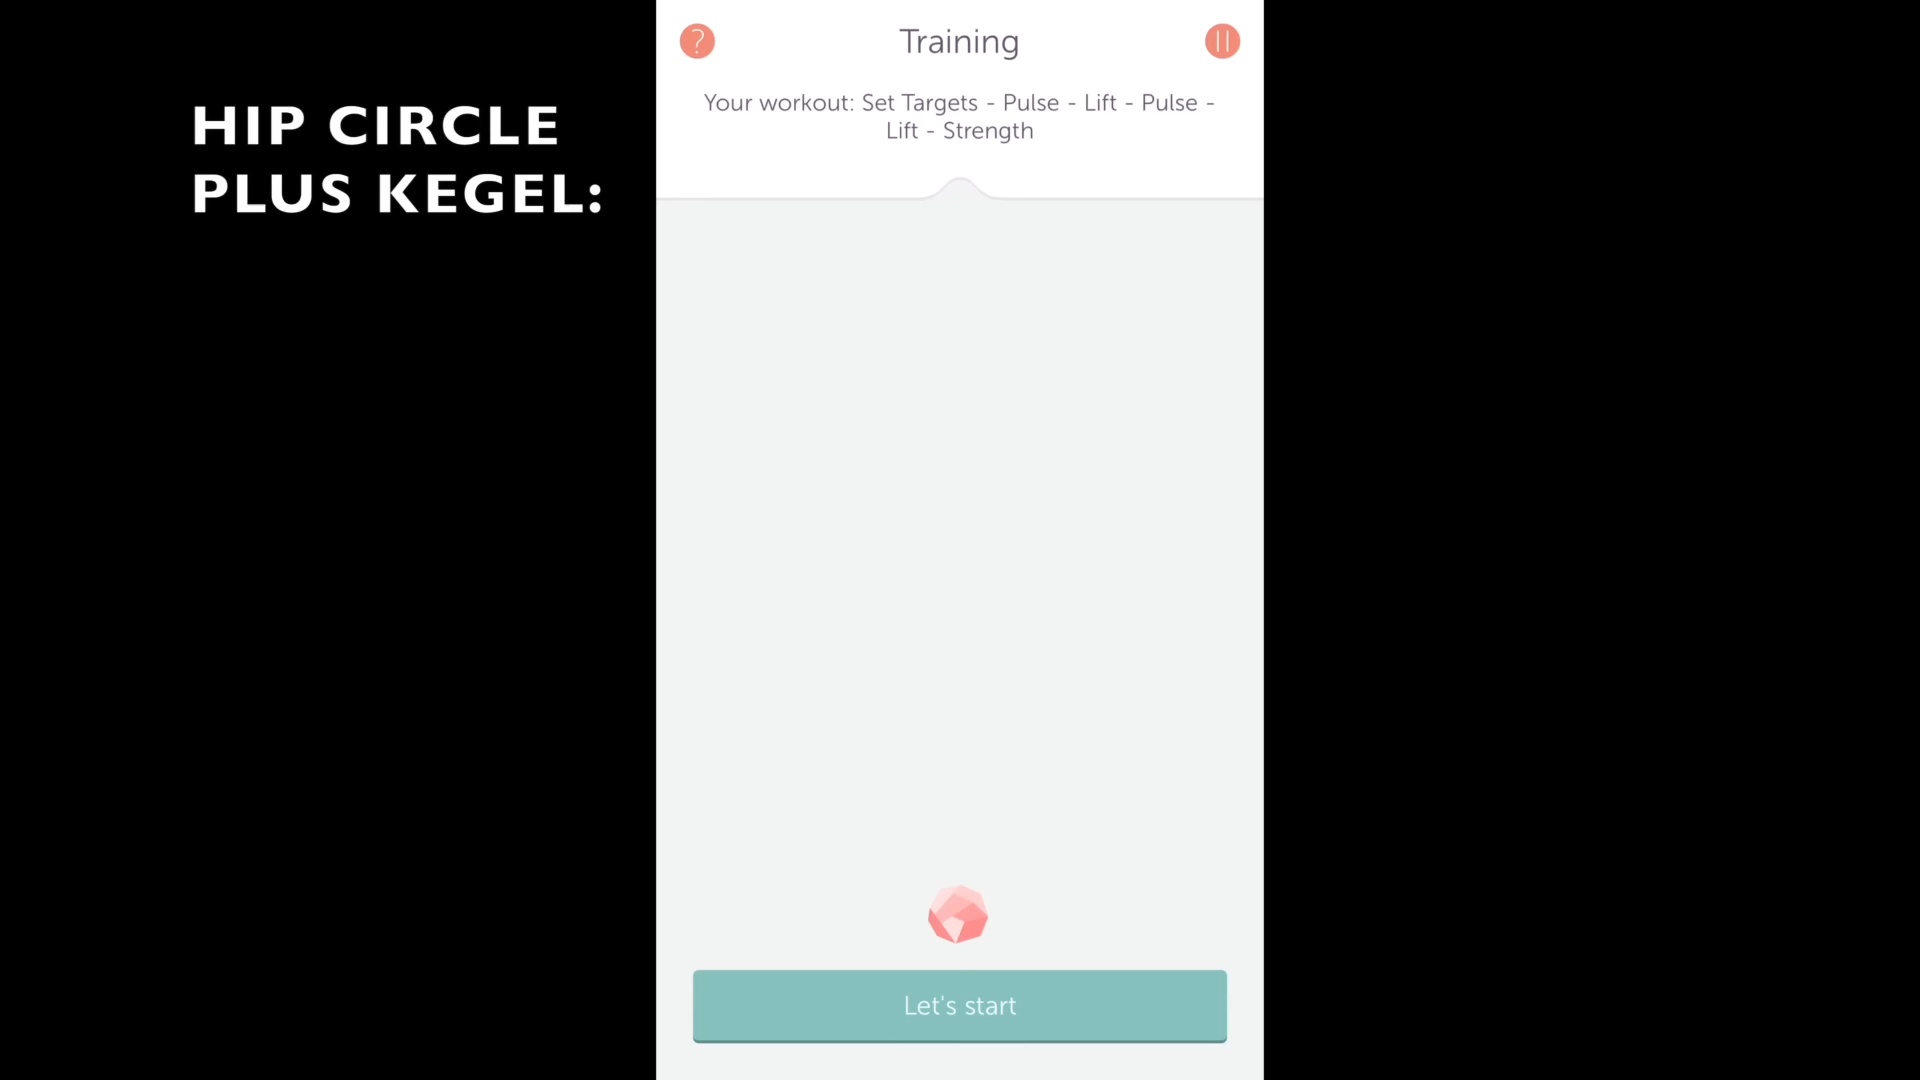 HIP CIRCLE
PLUS KEGEL:
?
Training
Your workout: Set Targets - Pulse - Lift - Pulse -
Lift - Strength
Let's start